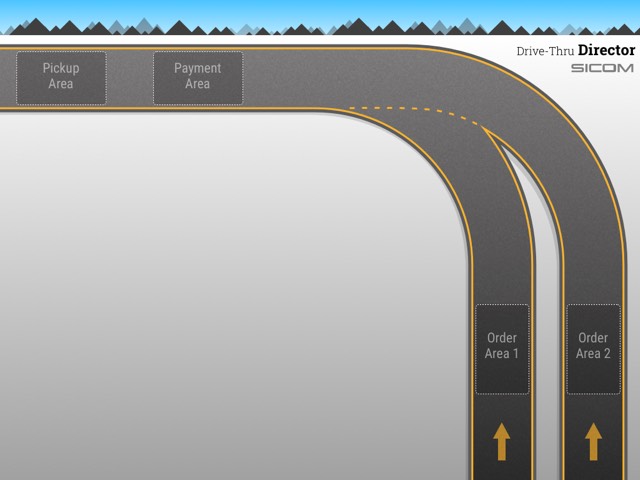 Drive-Thru Director
SICOM
Pickup
Area
Payment
Area
Order
Area 1
Order
Area 2